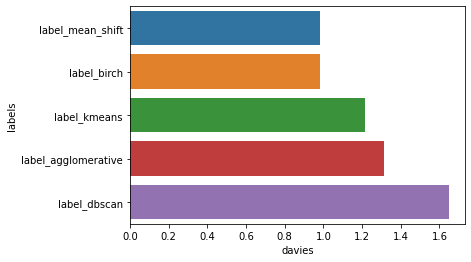 label_mean_shift
label_birch
label_kmeans
label_agglomerative
label_dbscan
labels
0.0 0.2 0.4 0.6 0.8 1.0 1.2 1.4 1.6
davies